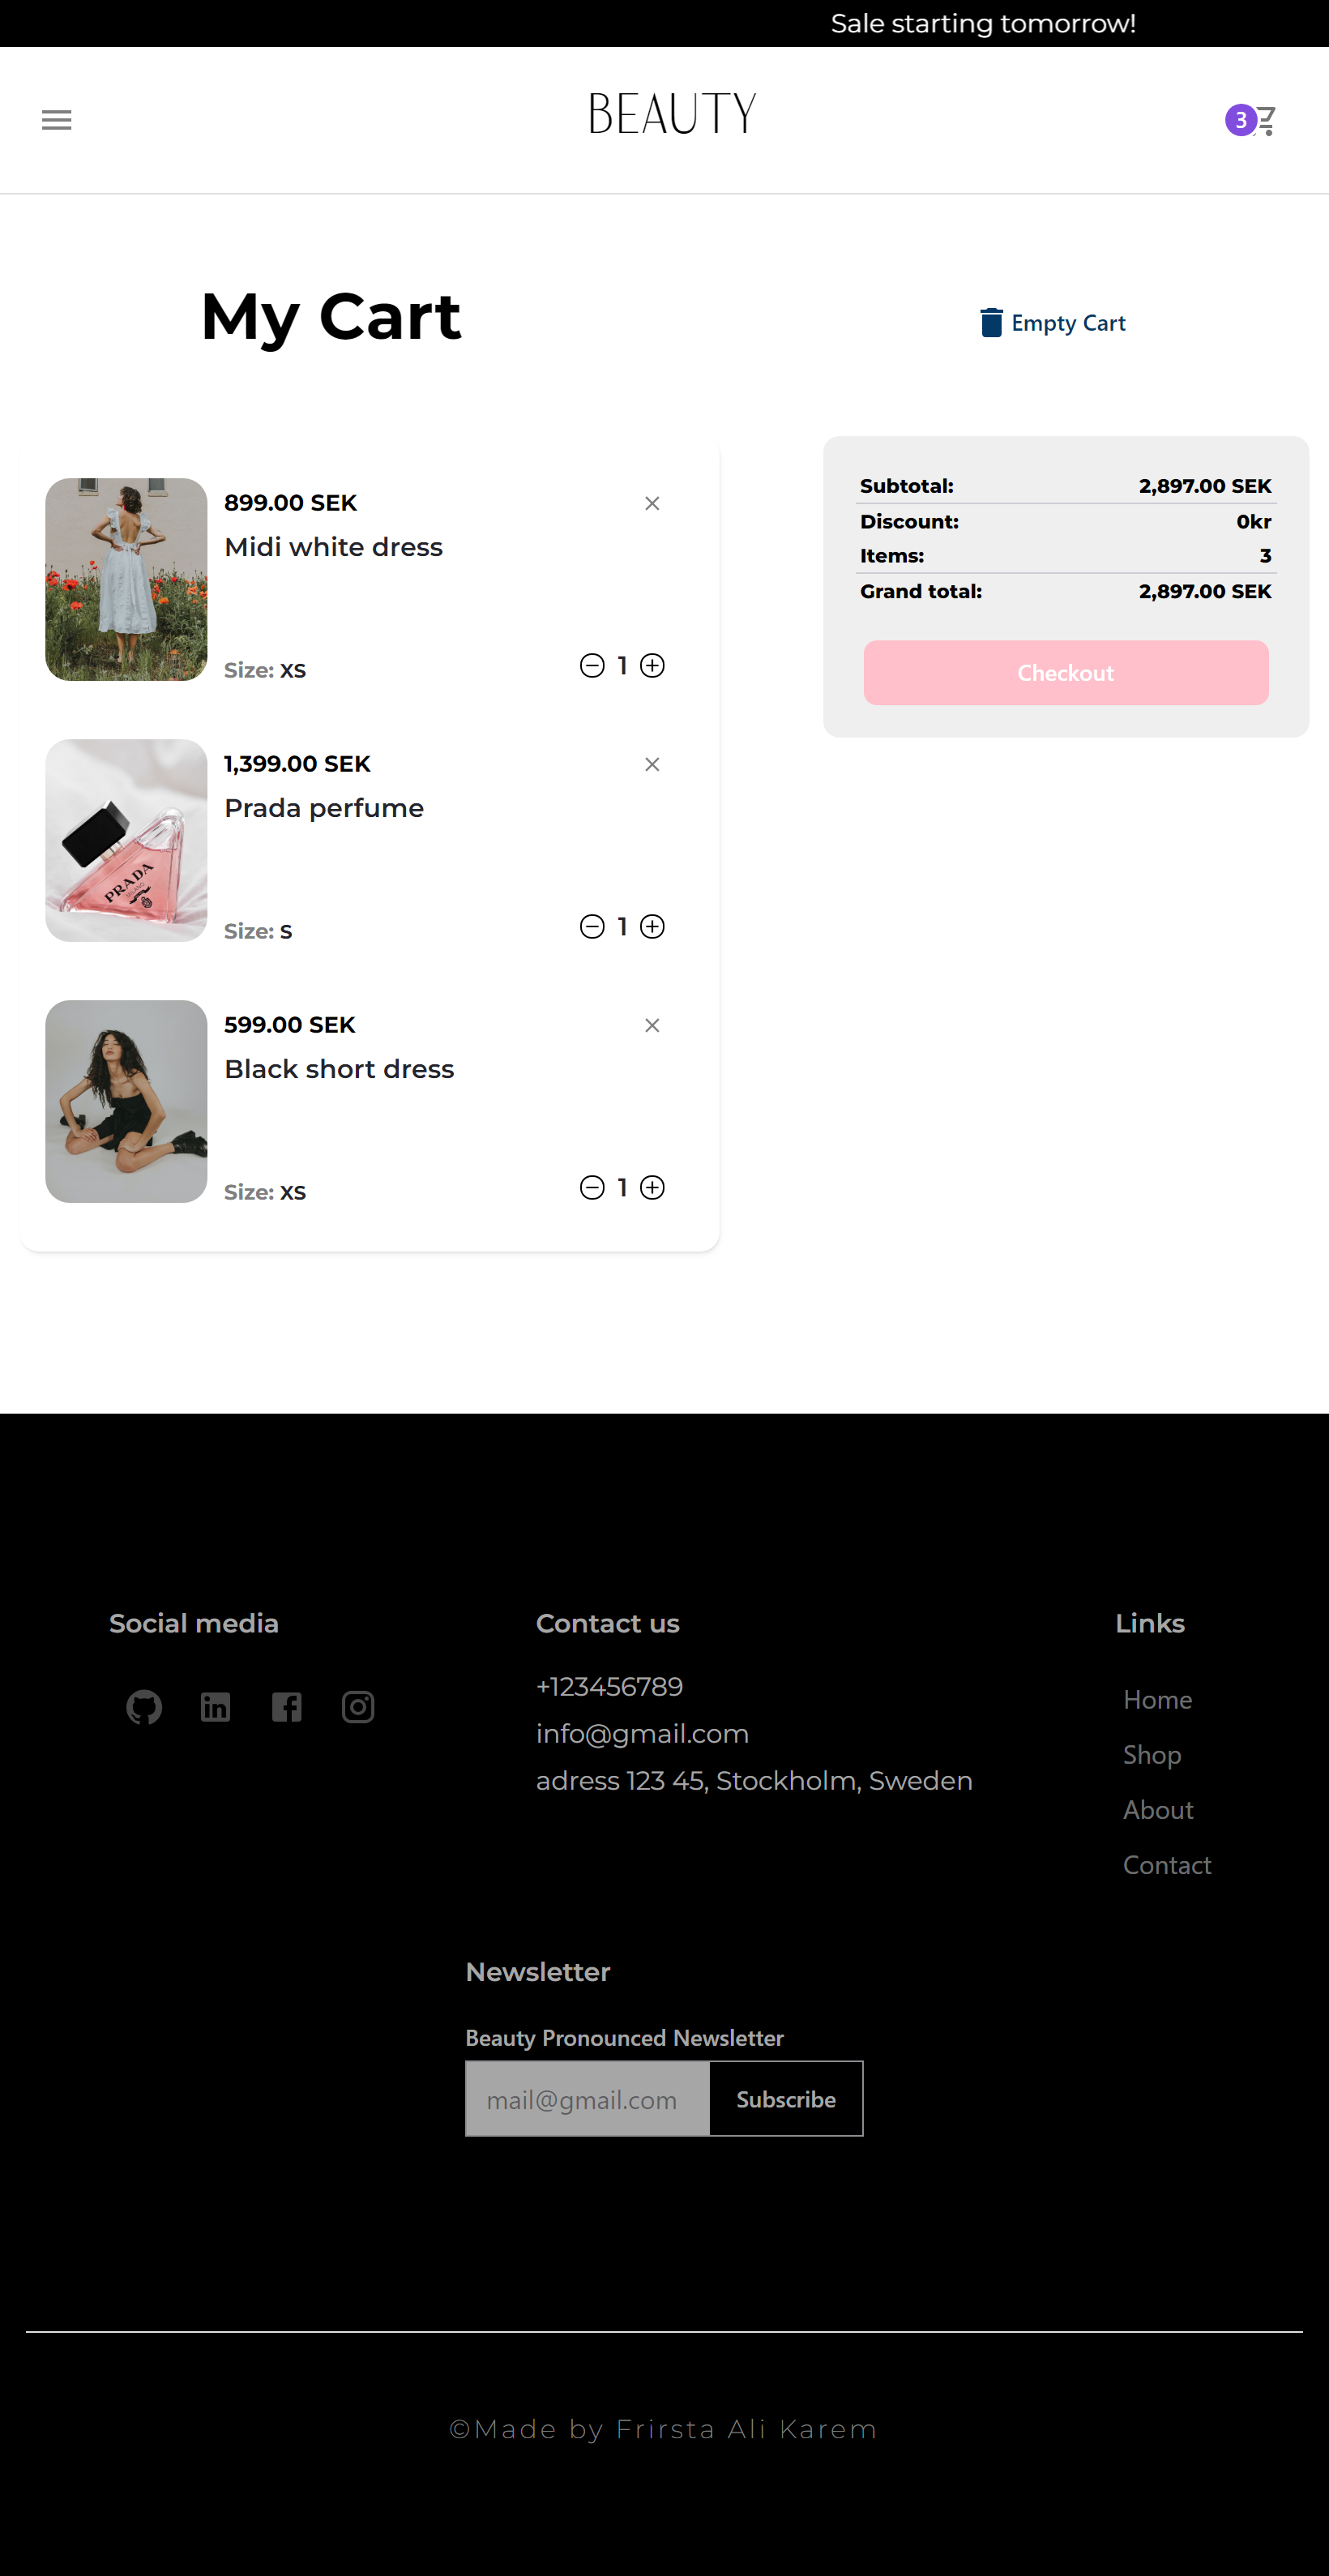 Sale starting tomorrow!
BEAUTY
3
My Cart
Empty Cart
899.00 SEK
Midi white dress
Size: XS
1
1,399.00 SEK
Prada perfume
PRADA
MILANO
Size: S
1
599.00 SEK
Black short dress
Size: XS
1
Subtotal: 2,897.00 SEK
Discount: 0kr
Items: 3
Grand total: 2,897.00 SEK
Checkout
Social media
Contact us
+123456789
info@gmail.com
adress 123 45, Stockholm, Sweden
Links
Home
Shop
About
Contact
Newsletter
Beauty Pronounced Newsletter
mail@gmail.com
Subscribe
©Made by Frirsta Ali Karem